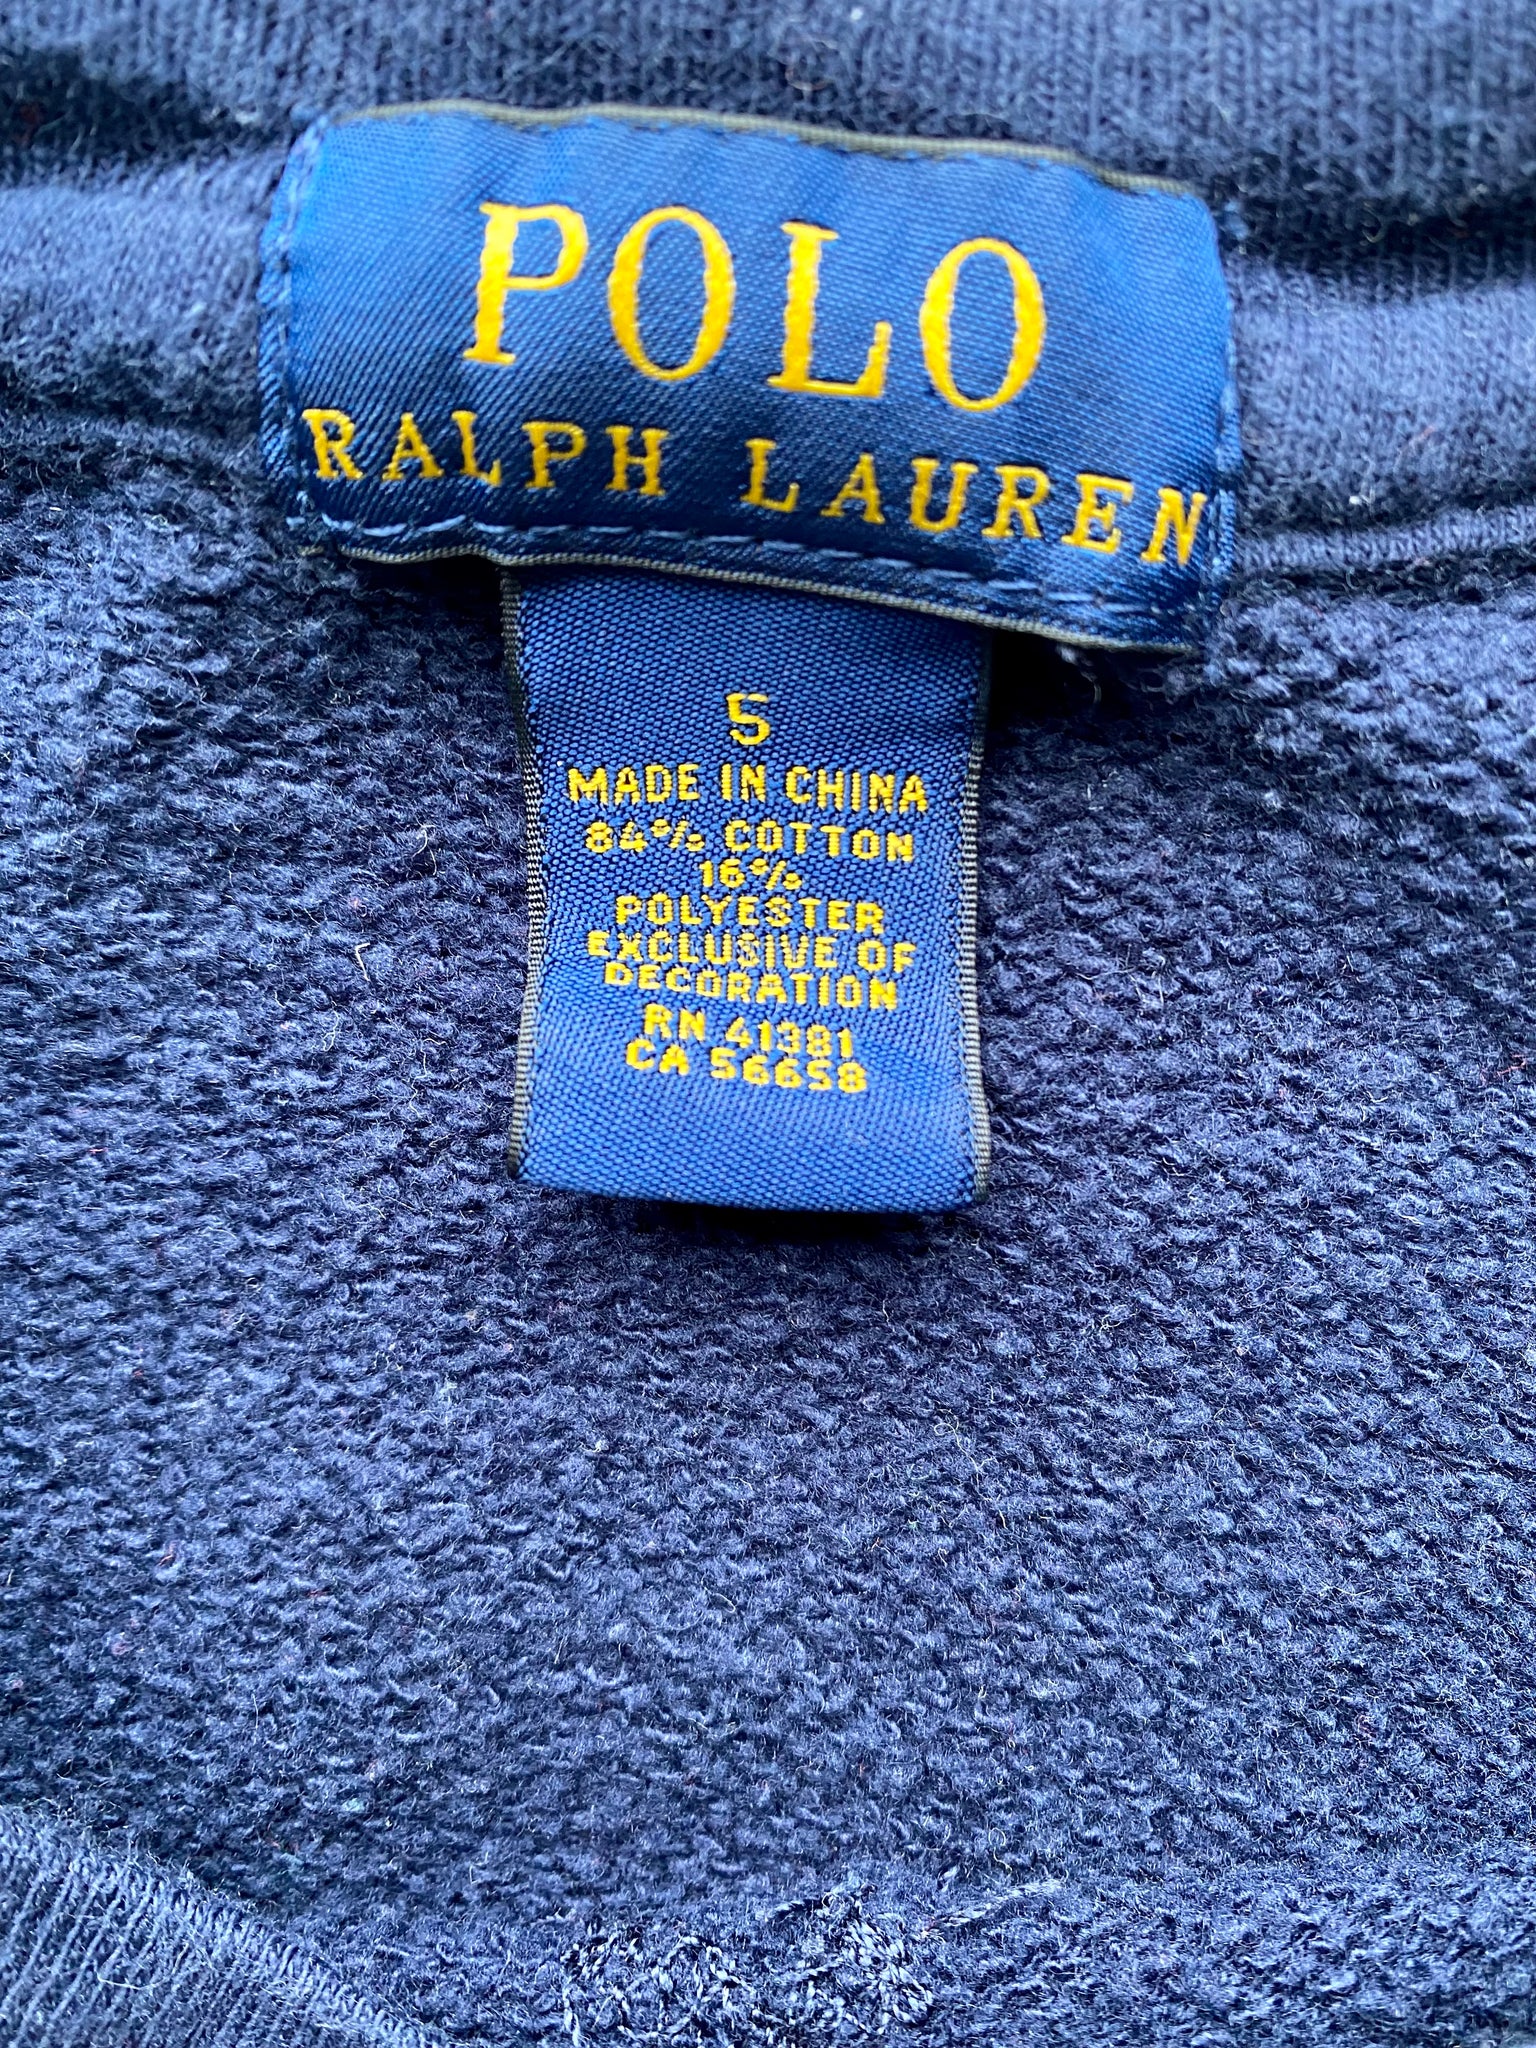 POLO
RALPH LAUREN
5
MADE IN CHINA
84% COTTON
16%
POLYESTER
EXCLUSIVE OF
DECORATION
RN 41381
CA 56658